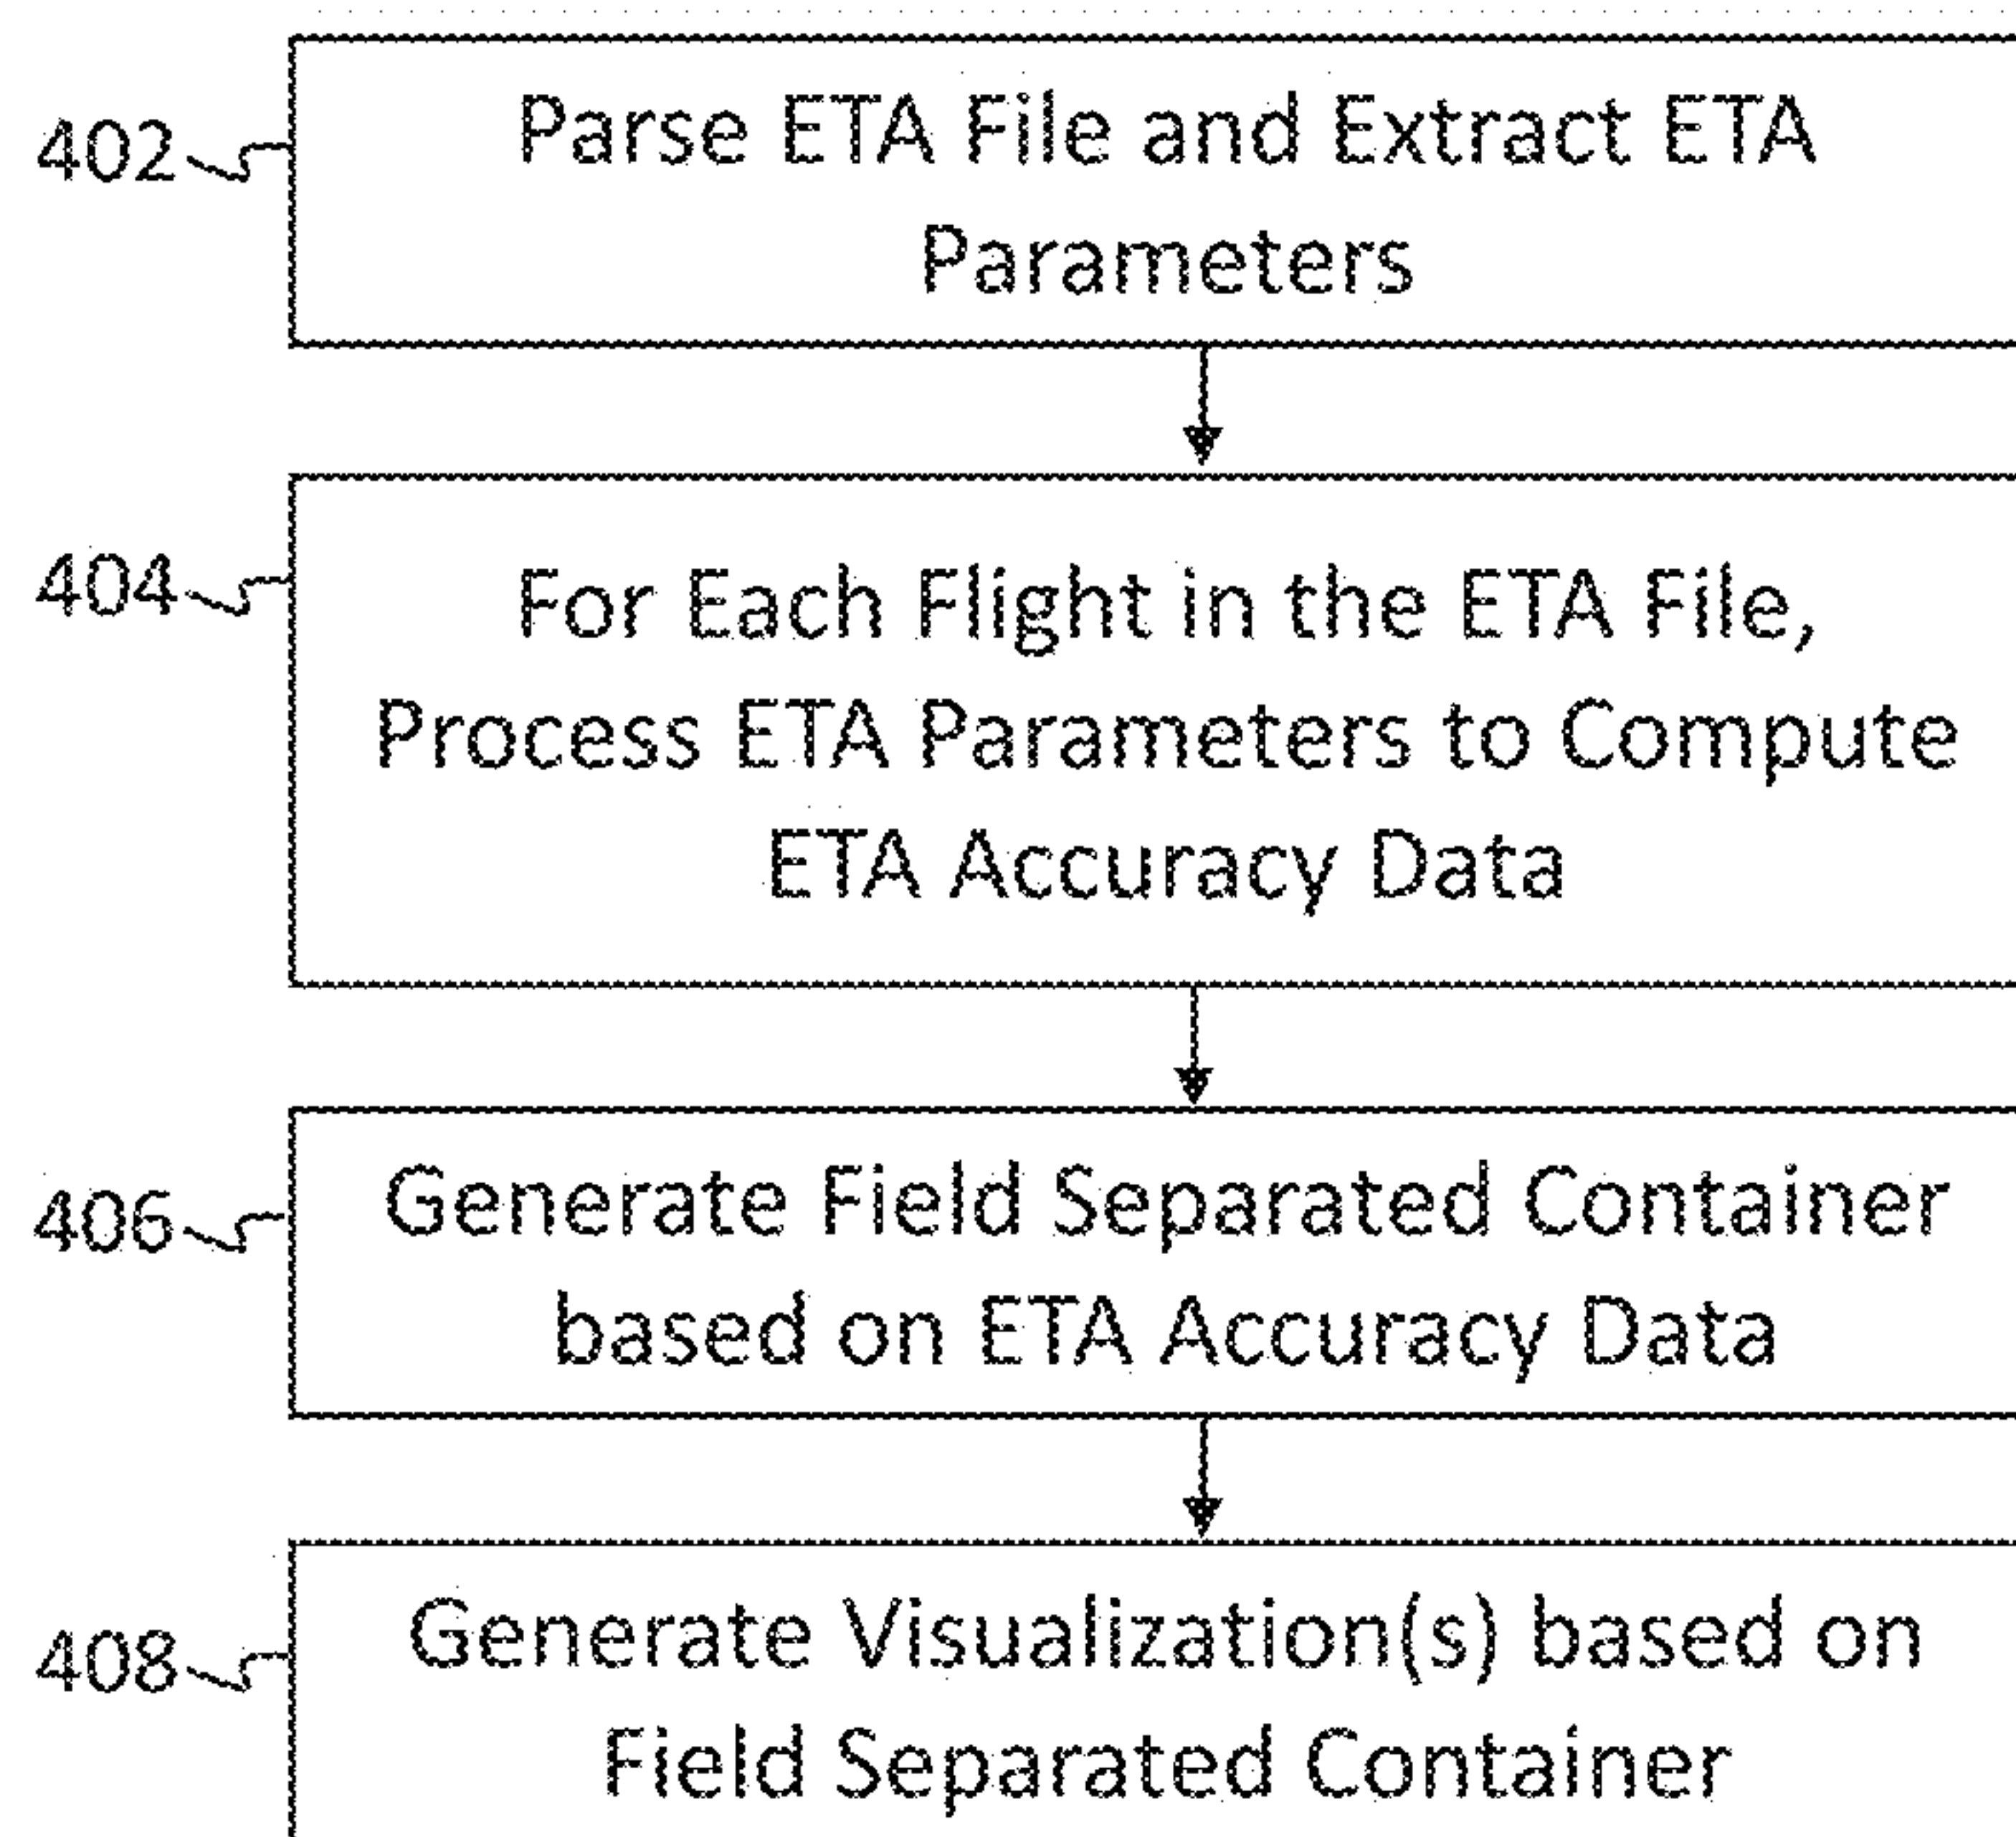 402
Parse ETA File and Extract ETA
Parameters
404
For Each Flight in the ETA File,
Process ETA Parameters to Compute
ETA Accuracy Data
406
Generate Field Separated Container
based on ETA Accuracy Data
408
Generate Visualization(s) based on
Field Separated Container